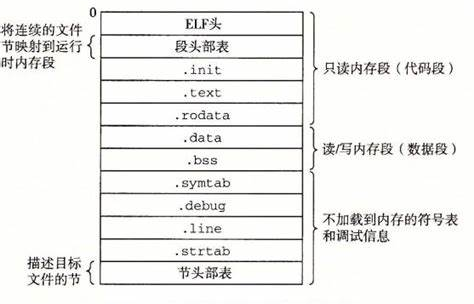 0
将连续的文件
节映射到运行
时内存段
ELF头
段头部表
.init
.text
.rodata
.data
.bss
.symtab
.debug
.line
.strtab
节头部表
只读内存段（代码段）
读/写内存段（数据段）
不加载到内存的符号表
和调试信息
描述目标
文件的节